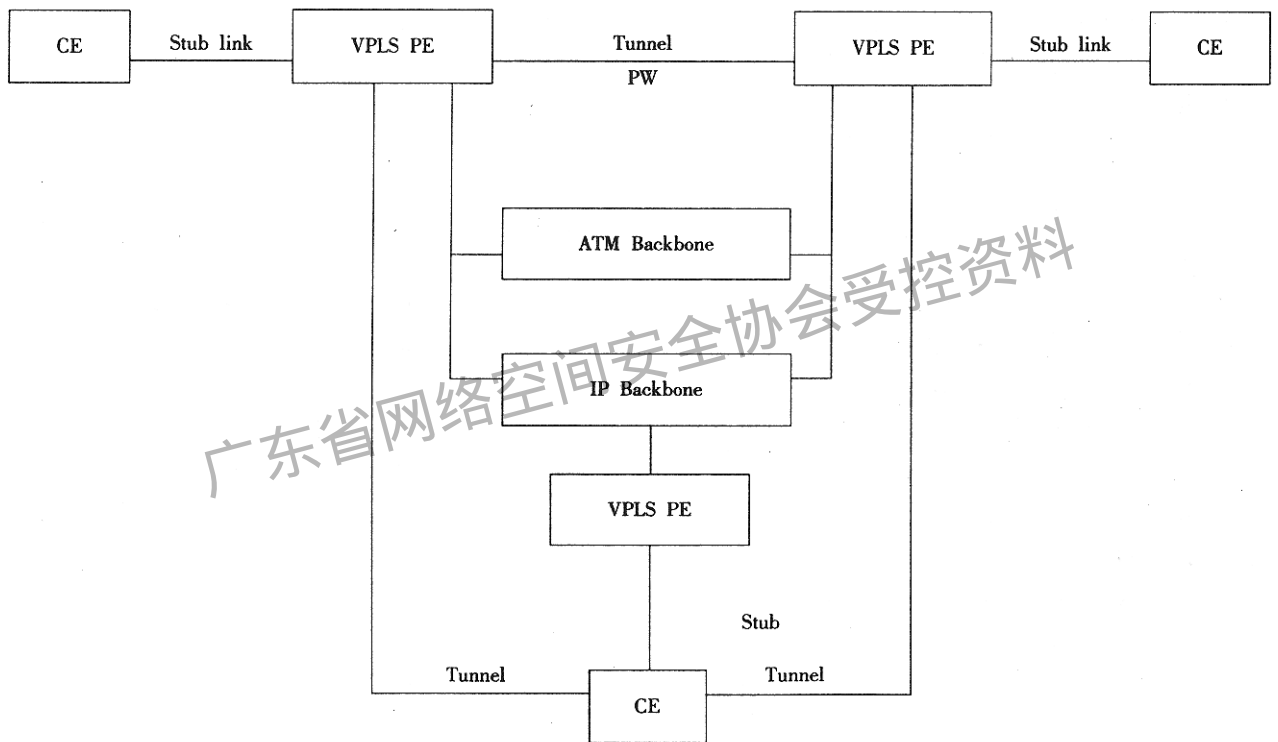 CE
Stub link
VPLS PE
Tunnel
PW
VPLS PE
Stub link
CE
ATM Backbone
IP Backbone
VPLS PE
Stub
Tunnel
CE
Tunnel
广东省网络空间安全协会受控资料